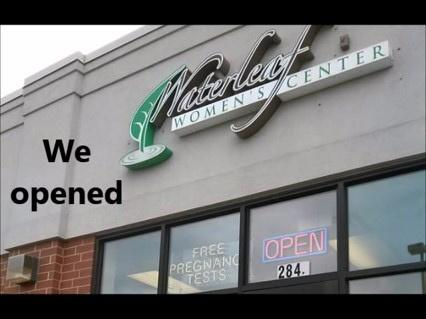 Waterleaf
WOMEN'S CENTER
We
opened
FREE
PREGNANC
TESTS
OPEN
284.